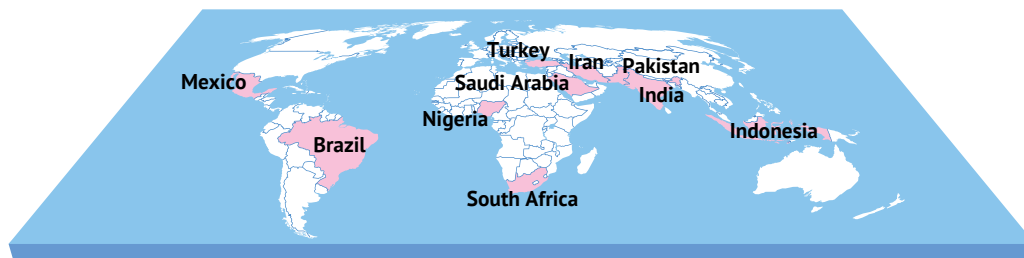 Turkey
Iran
Pakistan
Mexico
Saudi Arabia
India
Nigeria
Indonesia
Brazil
South Africa